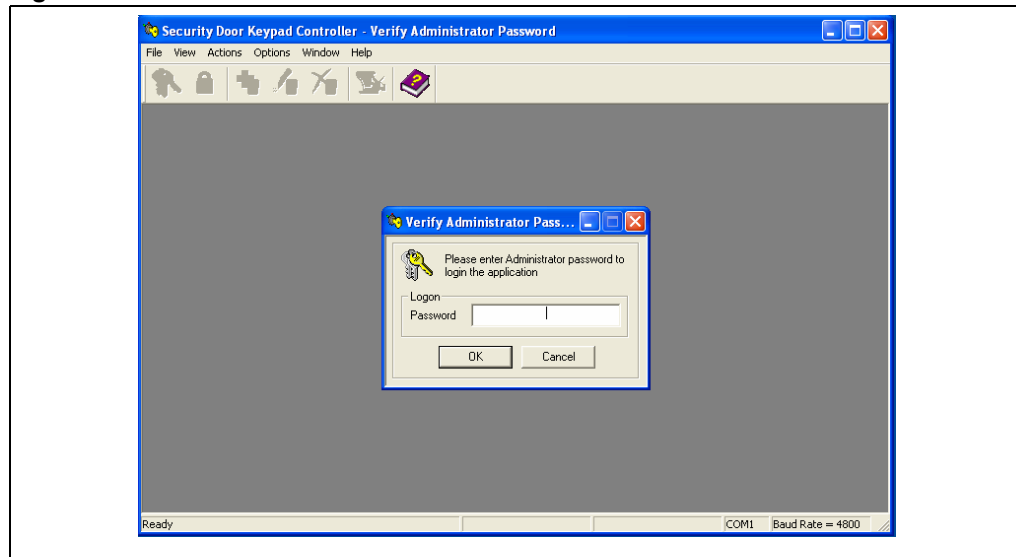 Security Door Keypad Controller - Verify Administrator Password
File View Actions Options Window Help
Verify Administrator Pass...
Please enter Administrator password to
login the application
Logon
Password
OK Cancel
Ready COM1 Baud Rate = 4800